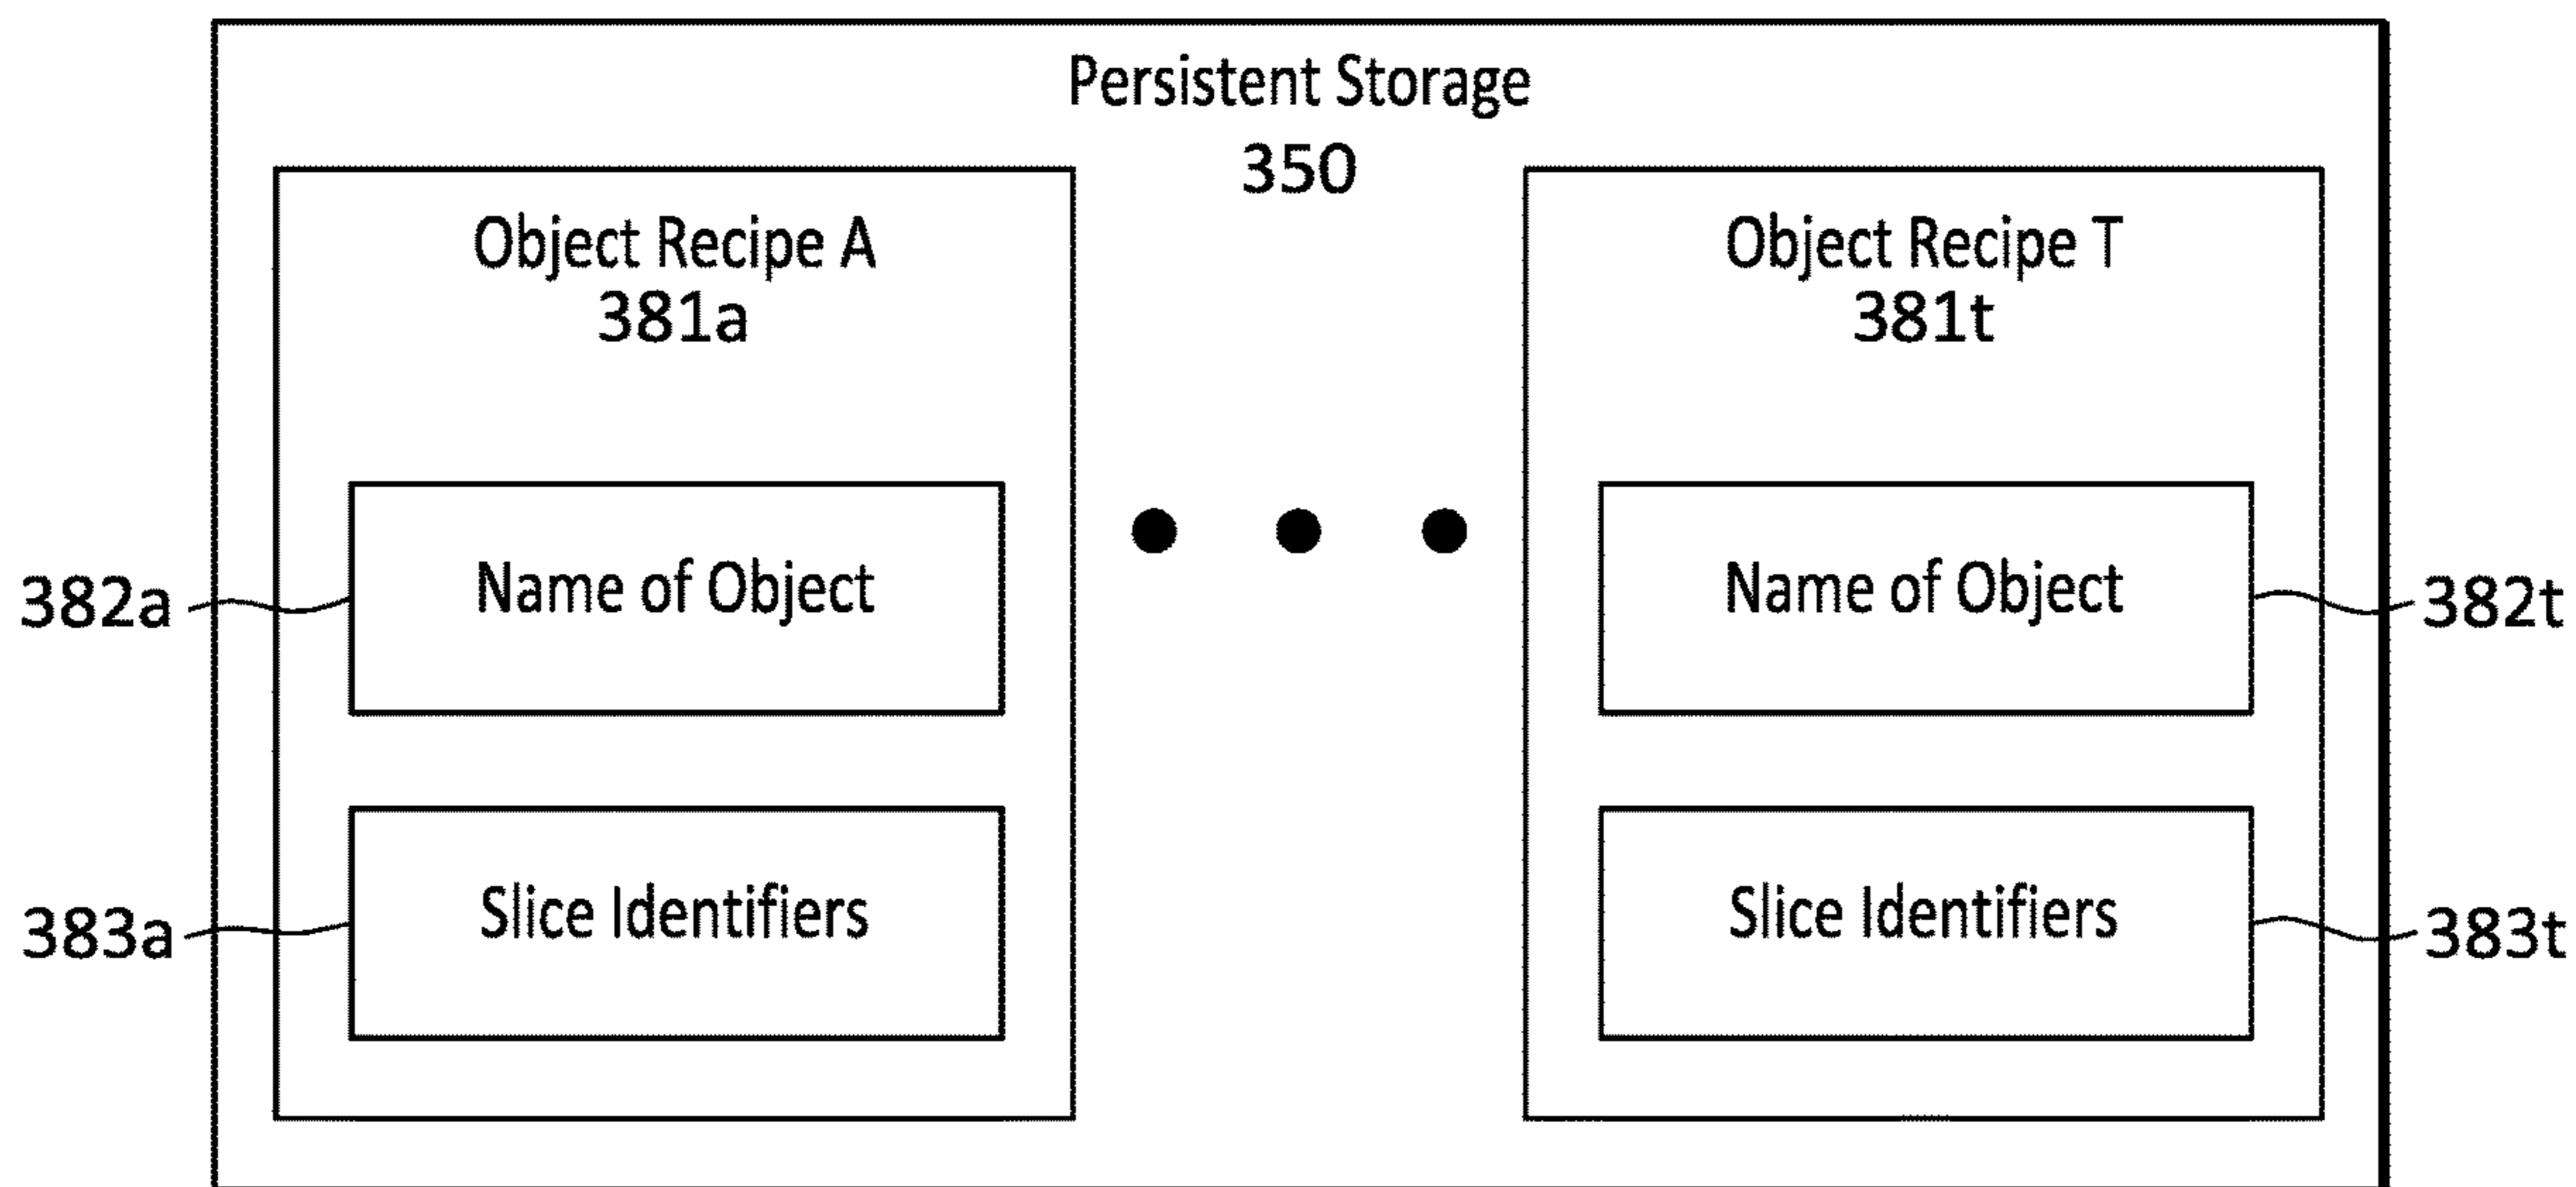 Persistent Storage
350
Object Recipe A
381a
Name of Object
382a
Slice Identifiers
383a
Object Recipe T
381t
Name of Object
382t
Slice Identifiers
383t